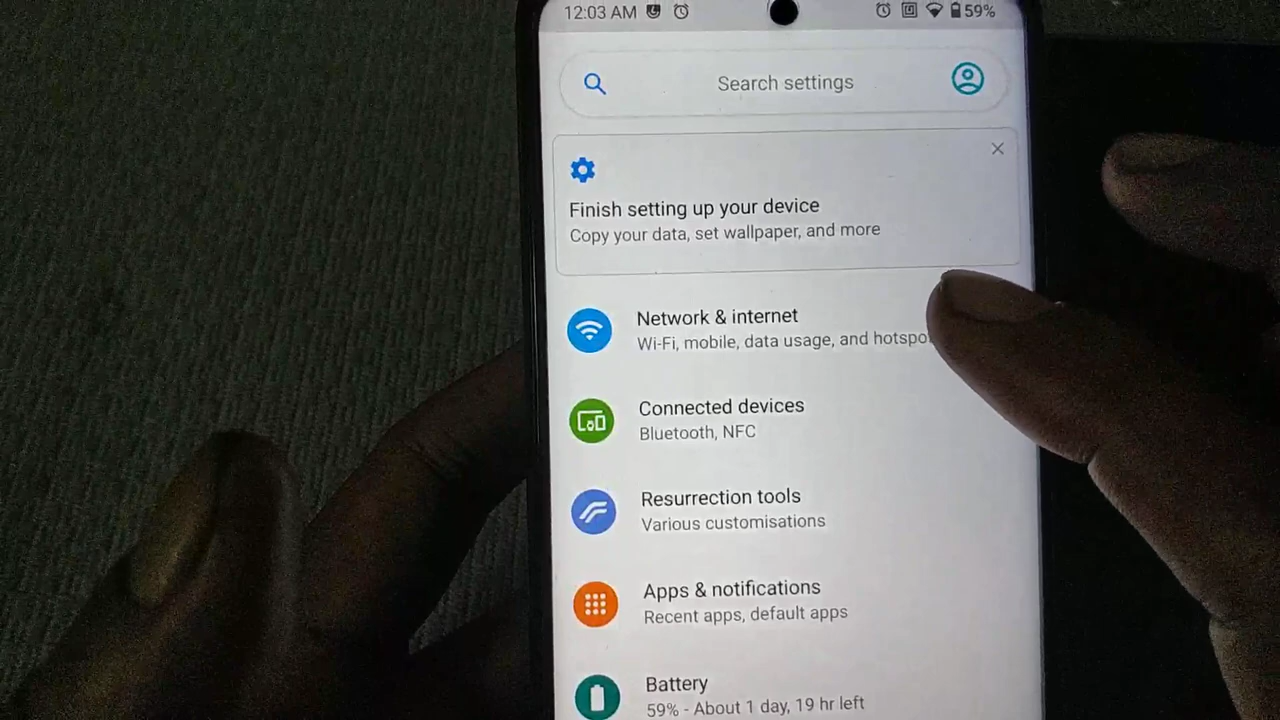 12:03 AM 59%
Search settings
Finish setting up your device
Copy your data, set wallpaper, and more
Network & internet
Wi-Fi, mobile, data usage, and hotspo
Connected devices
Bluetooth, NFC
Resurrection tools
Various customisations
Apps & notifications
Recent apps, default apps
Battery
59% - About 1 day, 19 hr left